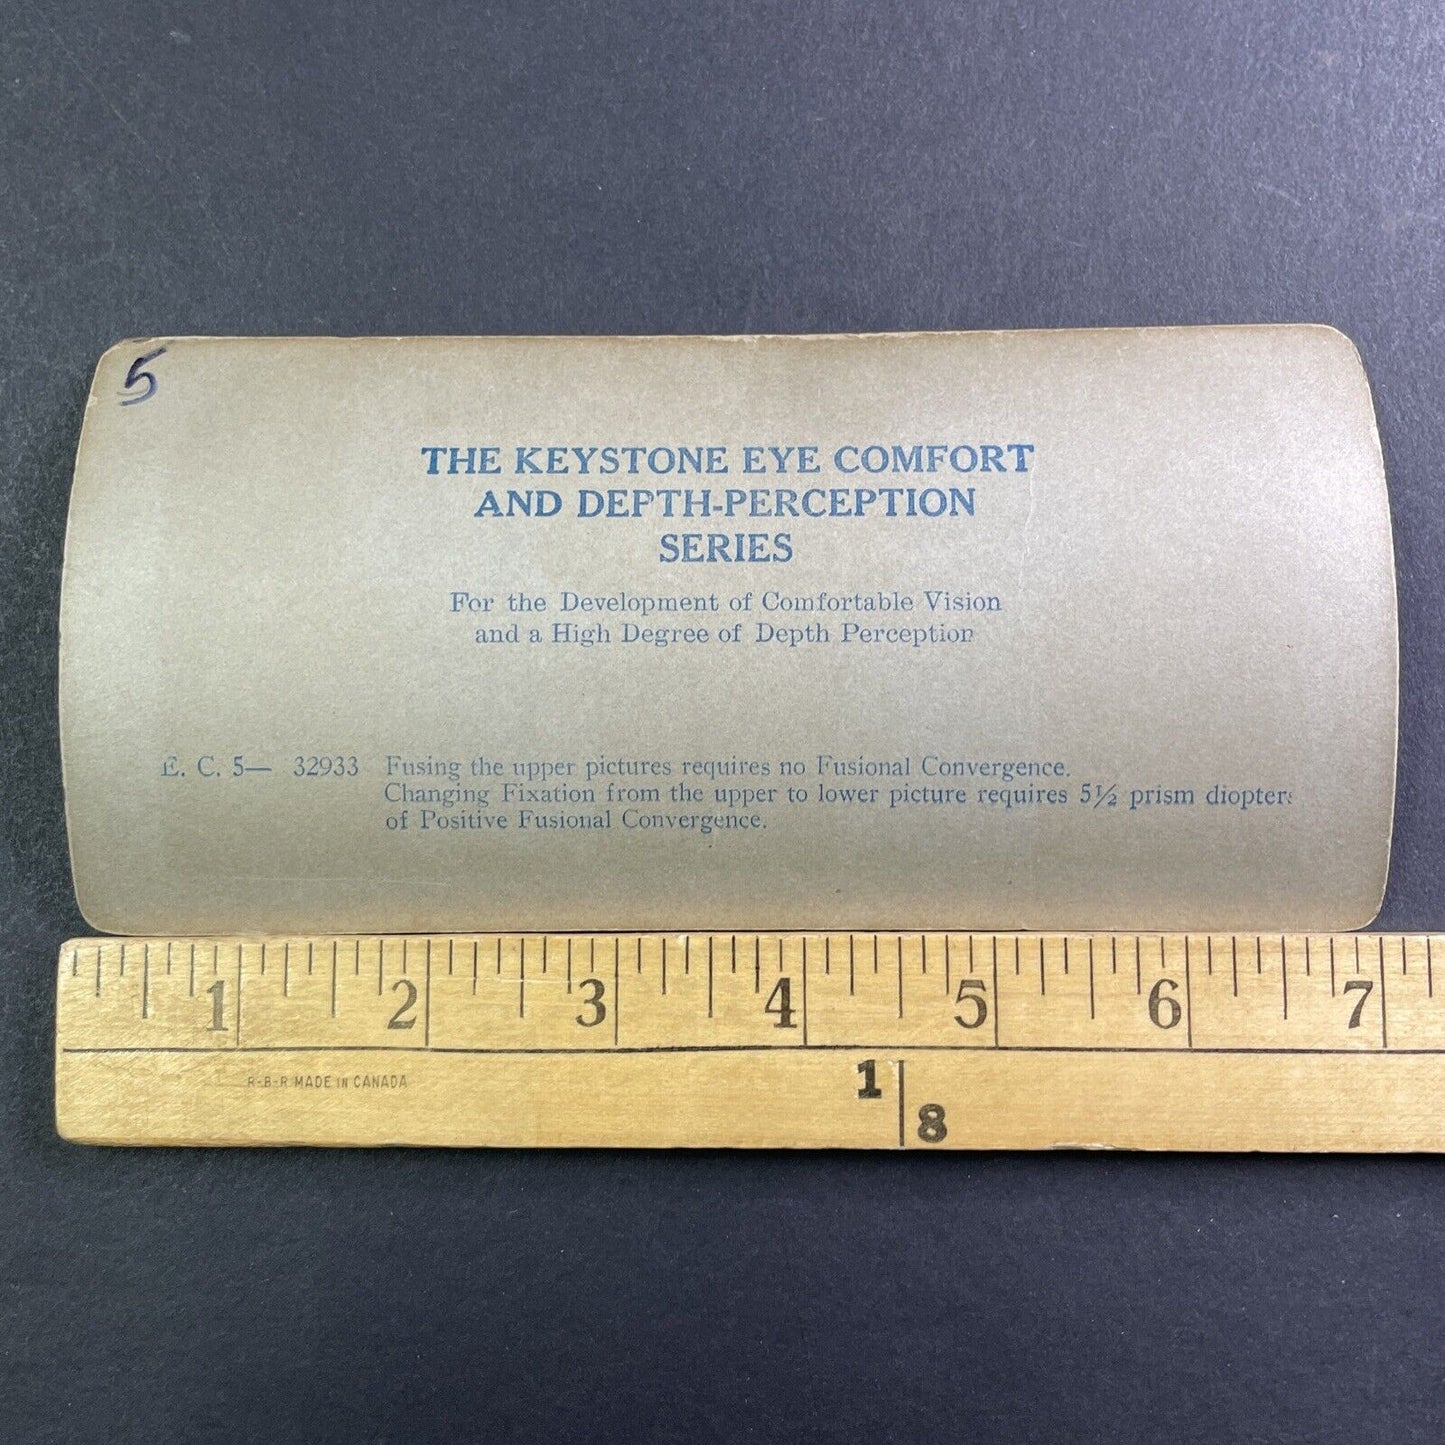 5
THE KEYSTONE EYE COMFORT
AND DEPTH-PERCEPTION
SERIES
For the Development of Comfortable Vision
and a High Degree of Depth Perception
E. C. 5— 32933 Fusing the upper pictures requires no Fusional Convergence.
Changing Fixation from the upper to lower picture requires 5½ prism diopters
of Positive Fusional Convergence.
1 2 3 4 5 6 7
R-B-R MADE IN CANADA
1 8